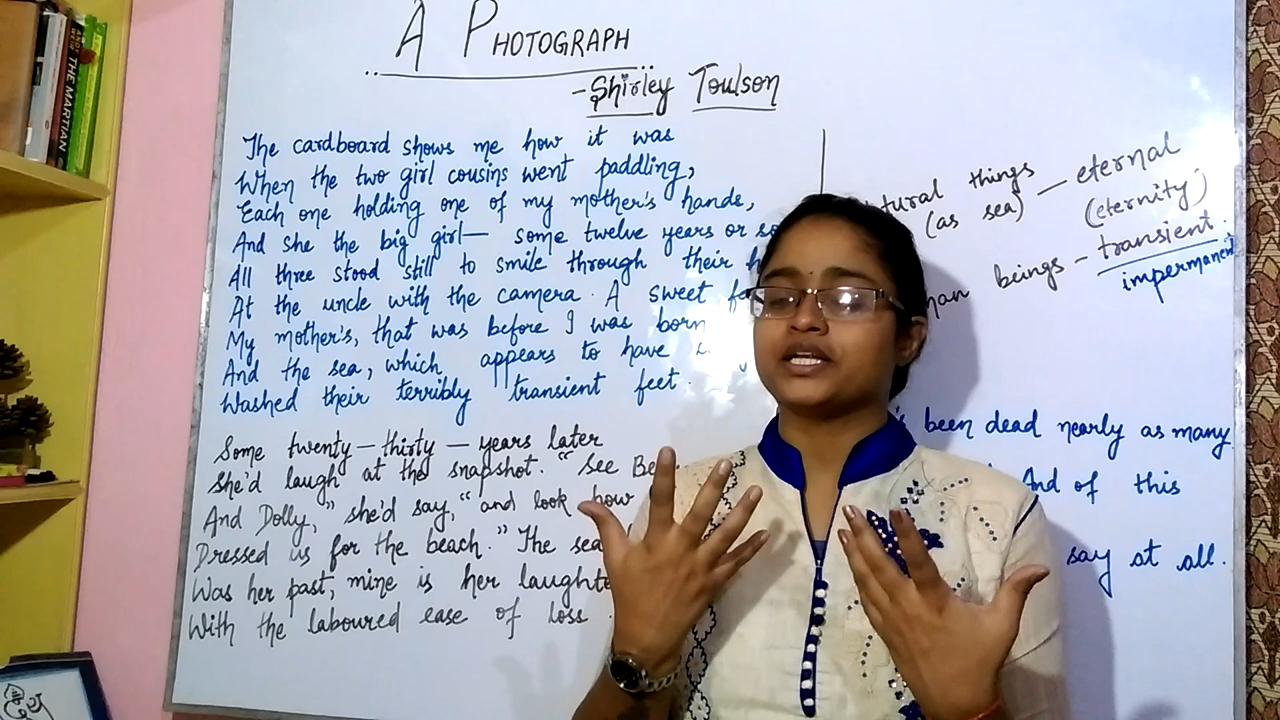 A PHOTOGRAPH
- Shirley Toulson
The cardboard shows me how it was
When the two girl cousins went paddling,
Each one holding one of my mother's hands,
And she the big girl — some twelve years or so
All three stood still to smile through their
At the uncle with the camera. A sweet
My mother's, that was before I was born
And the sea, which appears to have
Washed their terribly transient feet.
Some twenty — thirty — years later
She'd laugh at the snapshot. "See
And Dolly," she'd say, "and look how
Dressed us for the beach." The sea
Was her past, mine is her
With the laboured ease of loss.
things — eternal
(as sea) (eternity)
beings - transient
impermanent
been dead nearly as many
And of this
say at all.
THE MARTIAN